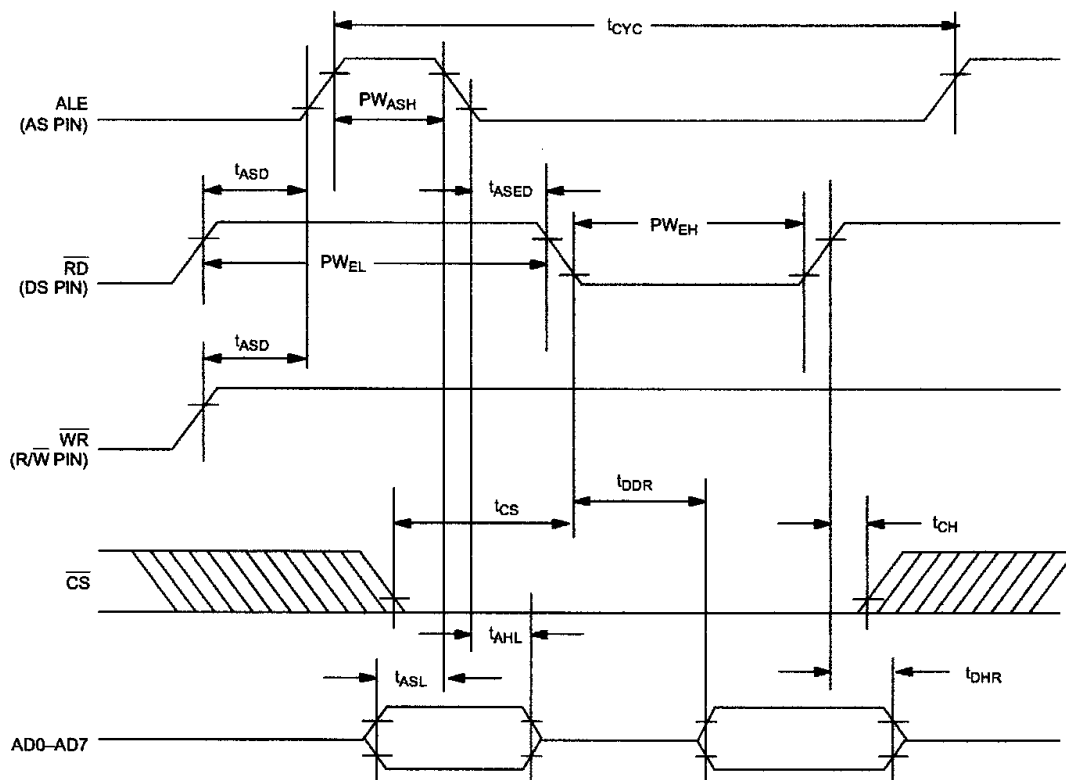 tCYC
ALE
(AS PIN)
PWASH
tASD
tASED
RD
(DS PIN)
PWEL
PWEH
tASD
WR
(R/W PIN)
tDDR
tCS
tCH
CS
tAHL
tASL
tDHR
AD0–AD7